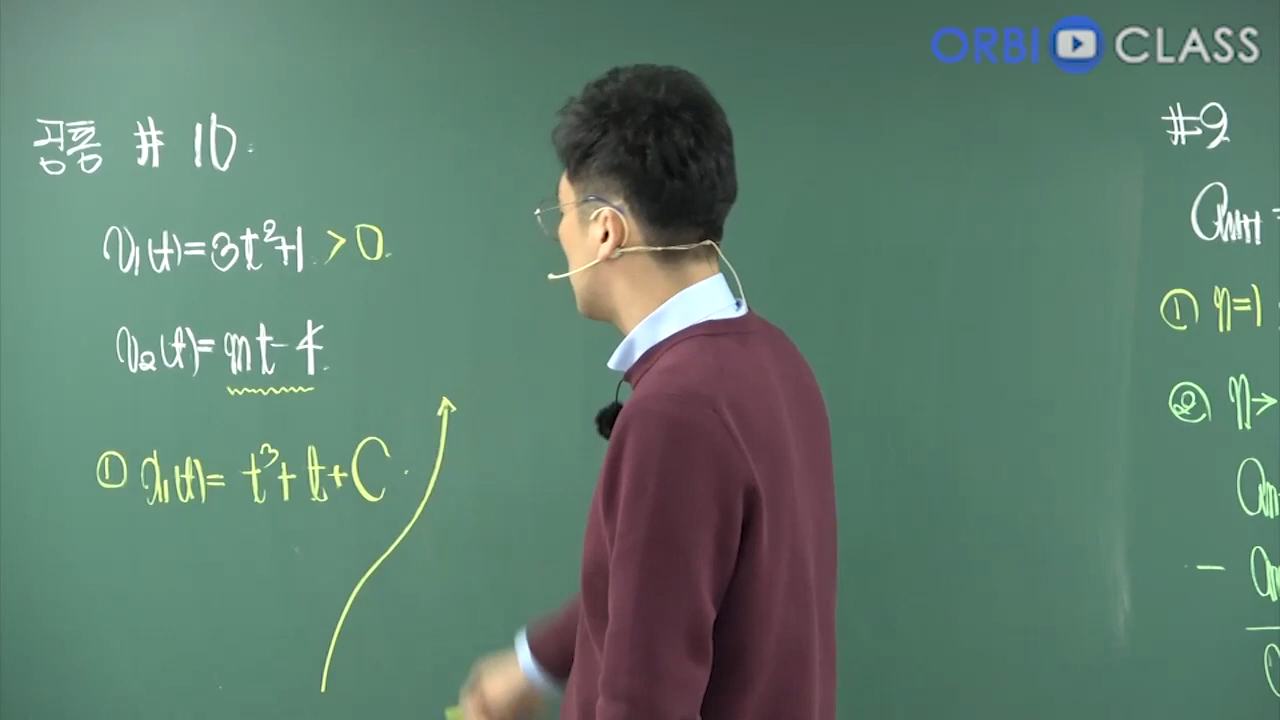 ORBI CLASS
공통 # 10.
v₁(t)=3t²+1 >0.
v₂(t)=mt-4.
① x₁(t)= t³+t+C.
#9
① n=1
② n→